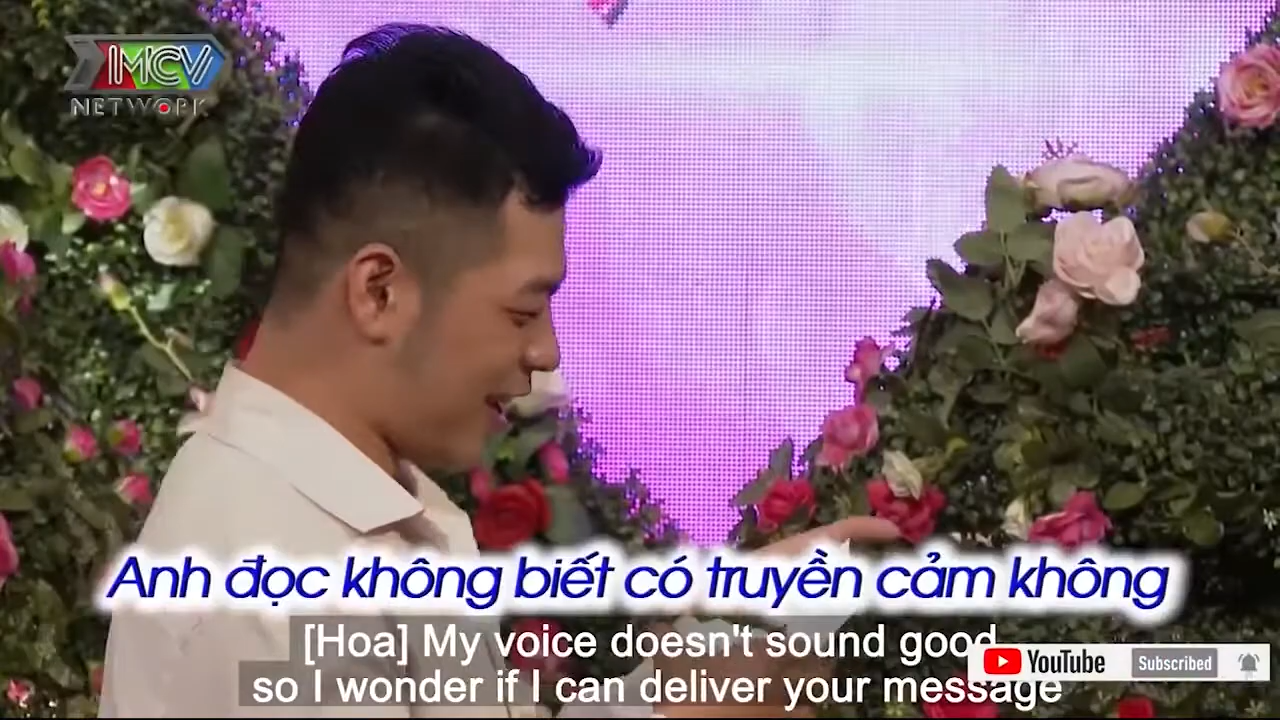 MCV
NETWORK
Anh đọc không biết có truyền cảm không
[Hoa] My voice doesn't sound good,
so I wonder if I can deliver your message
YouTube
Subscribed